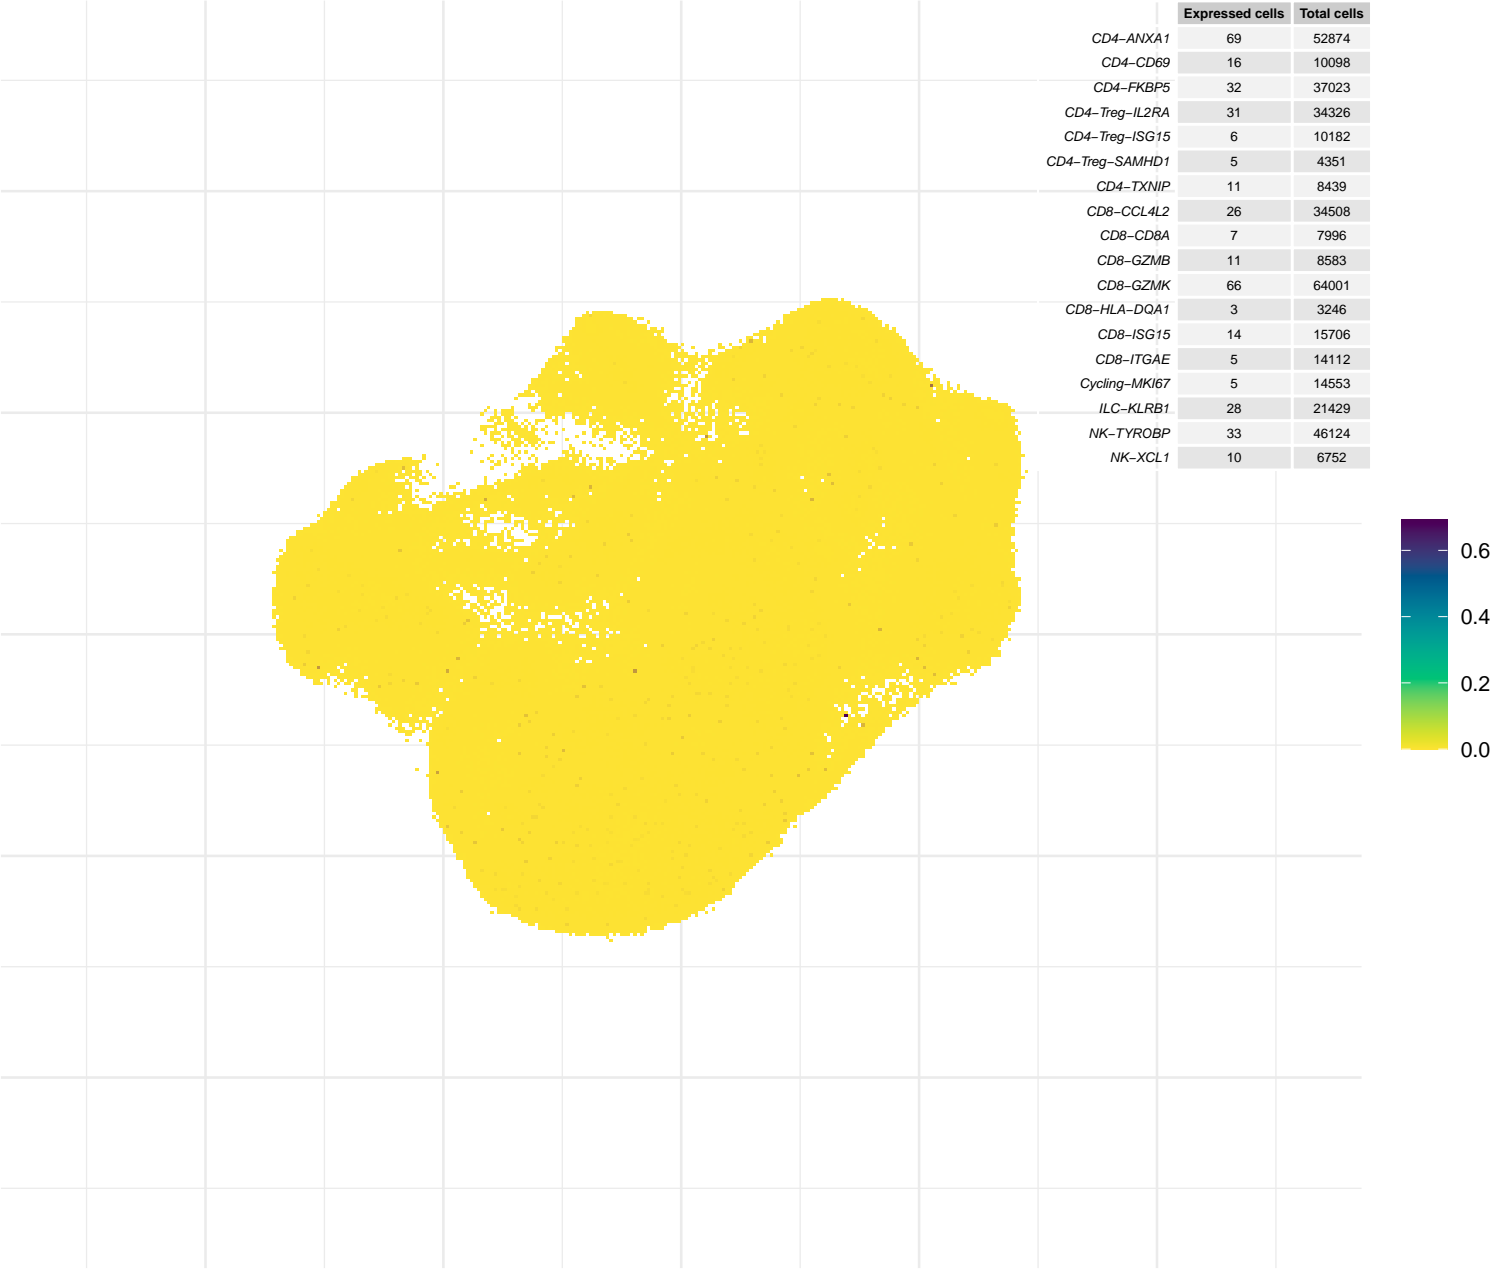 Expressed cells Total cells
CD4−ANXA1 69 52874
CD4−CD69 16 10098
CD4−FKBP5 32 37023
CD4−Treg−IL2RA 31 34326
CD4−Treg−ISG15 6 10182
CD4−Treg−SAMHD1 5 4351
CD4−TXNIP 11 8439
CD8−CCL4L2 26 34508
CD8−CD8A 7 7996
CD8−GZMB 11 8583
CD8−GZMK 66 64001
CD8−HLA−DQA1 3 3246
CD8−ISG15 14 15706
CD8−ITGAE 5 14112
Cycling−MKI67 5 14553
ILC−KLRB1 28 21429
NK−TYROBP 33 46124
NK−XCL1 10 6752
0.6
0.4
0.2
0.0